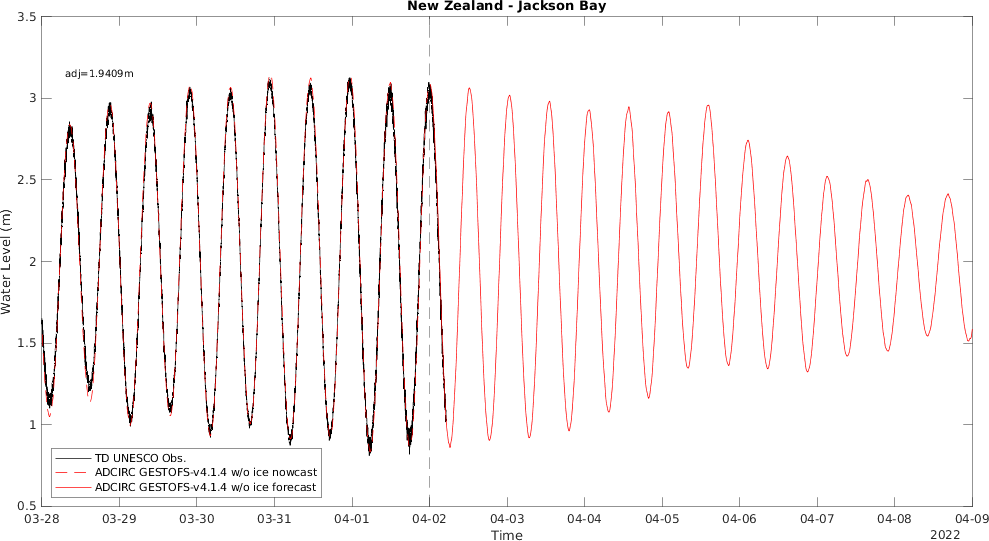 New Zealand - Jackson Bay
3.5
adj=1.9409m
3
2.5
2
1.5
1
0.5
Water Level (m)
TD UNESCO Obs.
ADCIRC GESTOFS-v4.1.4 w/o ice nowcast
ADCIRC GESTOFS-v4.1.4 w/o ice forecast
03-28 03-29 03-30 03-31 04-01 04-02 04-03 04-04 04-05 04-06 04-07 04-08 04-09
Time
2022